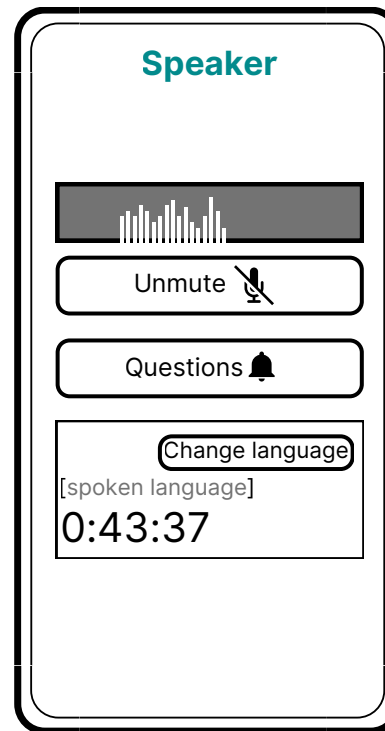 Speaker
Unmute
Questions
Change language
[spoken language]
0:43:37